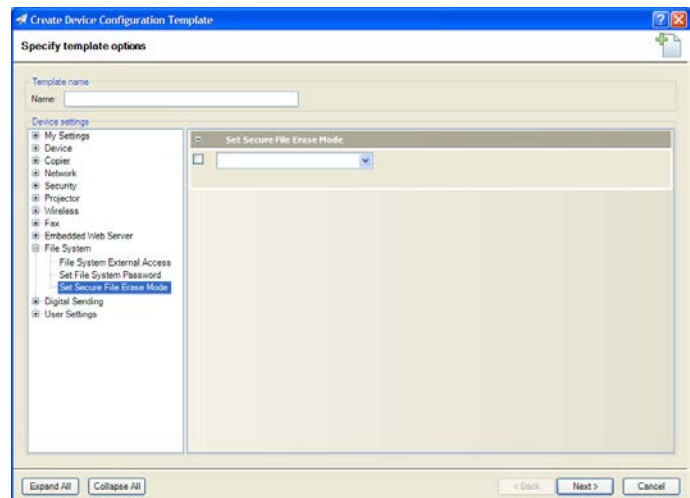 Create Device Configuration Template
Specify template options
Template name
Name:
Device settings
My Settings
Device
Copier
Network
Security
Projector
Wireless
Fax
Embedded Web Server
File System
File System External Access
Set File System Password
Set Secure File Erase Mode
Digital Sending
User Settings
Set Secure File Erase Mode
Expand All
Collapse All
< Back
Next >
Cancel